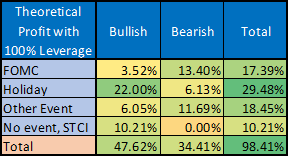 Theoretical Profit with 100% Leverage Bullish Bearish Total
FOMC 3.52% 13.40% 17.39%
Holiday 22.00% 6.13% 29.48%
Other Event 6.05% 11.69% 18.45%
No event, STCI 10.21% 0.00% 10.21%
Total 47.62% 34.41% 98.41%